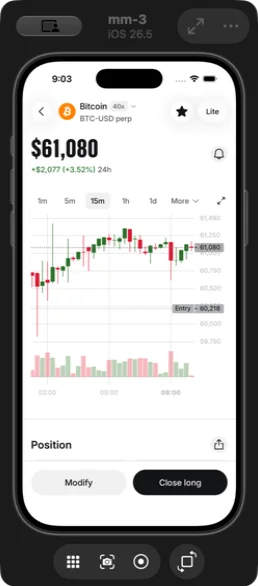 mm-3
iOS 26.5
9:03
Bitcoin 40x
BTC-USD perp
Lite
$61,080
+$2,077 (+3.52%) 24h
1m 5m 15m 1h 1d More
61,490
61,250
61,080
60,750
60,500
Entry 60,218
60,000
59,750
02:00 05:00 08:00
Position
Modify Close long